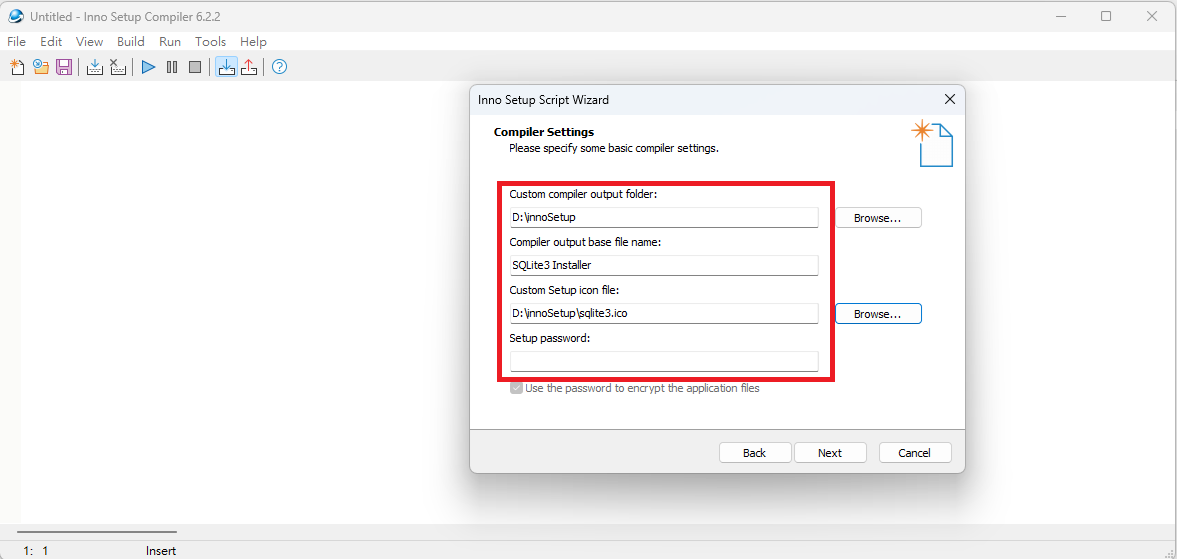 Untitled - Inno Setup Compiler 6.2.2
File Edit View Build Run Tools Help
Inno Setup Script Wizard
Compiler Settings
Please specify some basic compiler settings.
Custom compiler output folder:
D:\innoSetup
Browse...
Compiler output base file name:
SQLite3 Installer
Custom Setup icon file:
D:\innoSetup\sqlite3.ico
Browse...
Setup password:
Use the password to encrypt the application files
Back Next Cancel
1: 1 Insert